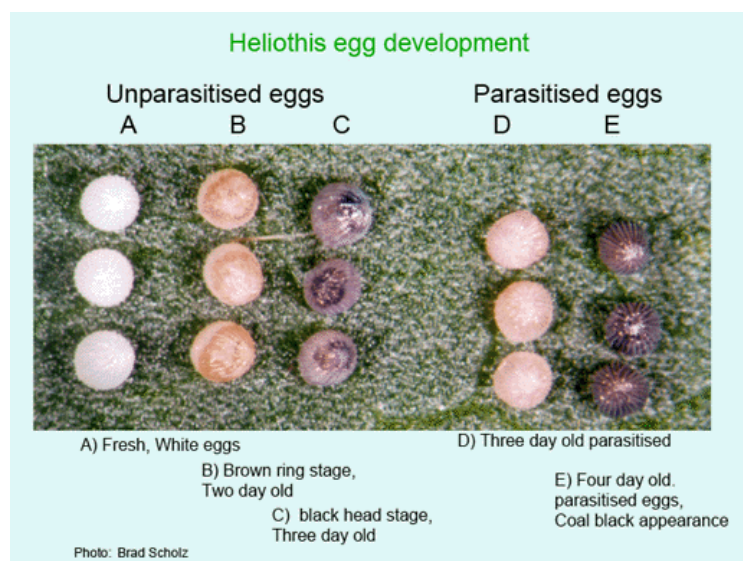 Heliothis egg development
Unparasitised eggs
Parasitised eggs
A
B
C
D
E
A) Fresh, White eggs
B) Brown ring stage,
Two day old
C) black head stage,
Three day old
D) Three day old parasitised
E) Four day old.
parasitised eggs,
Coal black appearance
Photo: Brad Scholz